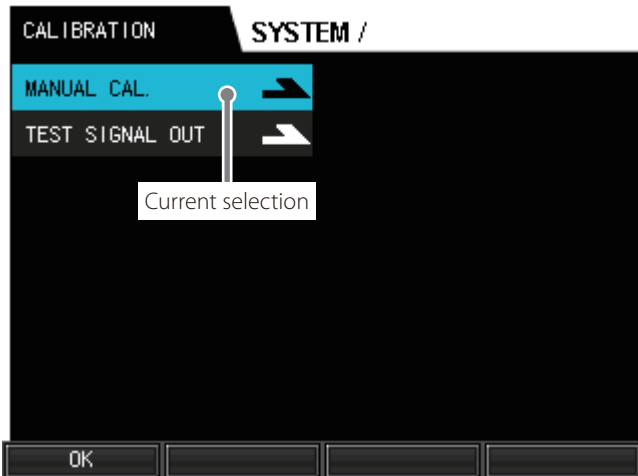 CALIBRATION
SYSTEM /
MANUAL CAL.
TEST SIGNAL OUT
Current selection
OK